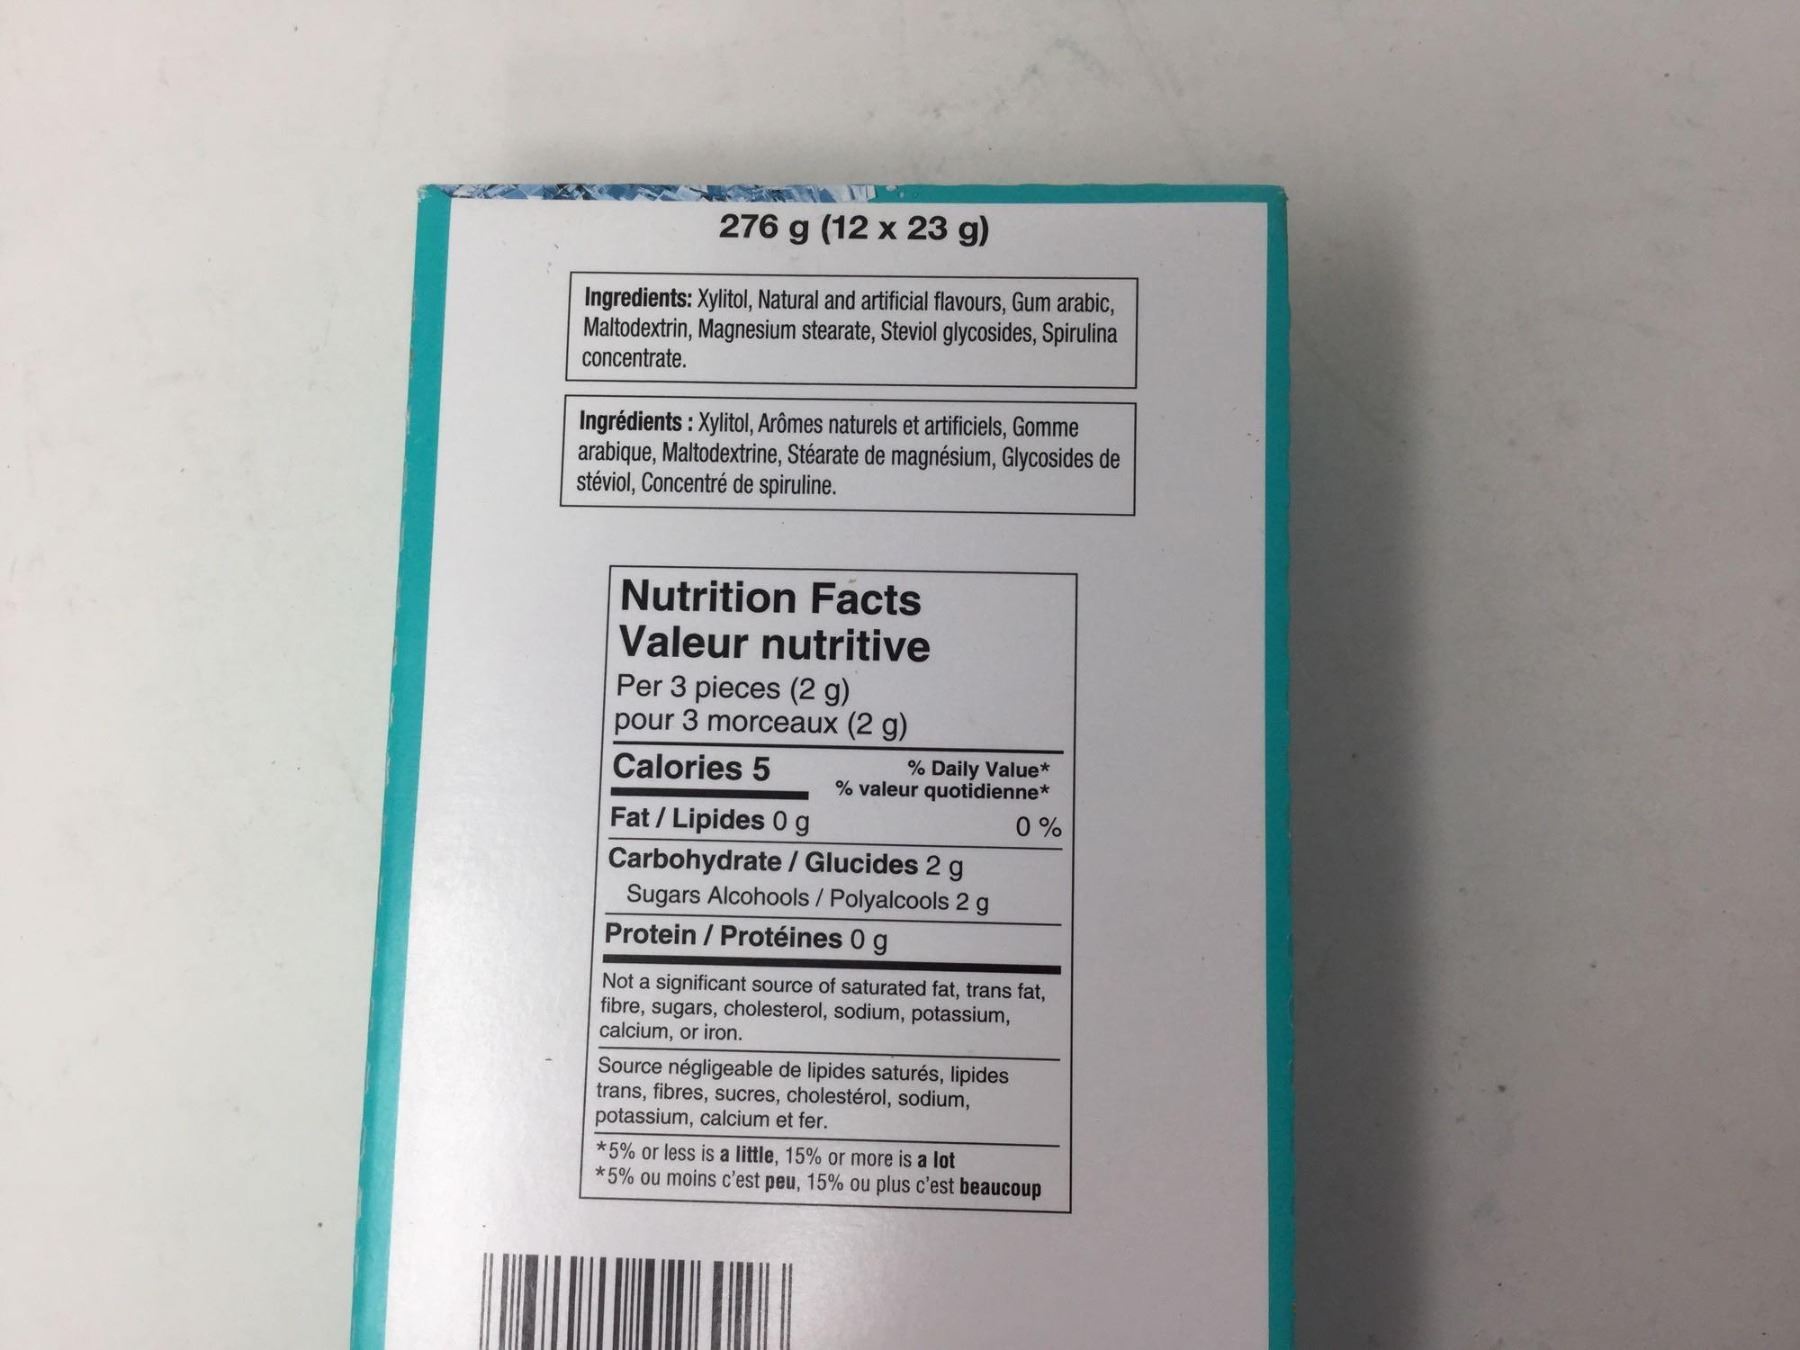 276 g (12 x 23 g)
Ingredients: Xylitol, Natural and artificial flavours, Gum arabic,
Maltodextrin, Magnesium stearate, Steviol glycosides, Spirulina
concentrate.
Ingrédients : Xylitol, Arômes naturels et artificiels, Gomme
arabique, Maltodextrine, Stéarate de magnésium, Glycosides de
stéviol, Concentré de spiruline.
Nutrition Facts
Valeur nutritive
Per 3 pieces (2 g)
pour 3 morceaux (2 g)
Calories 5
% Daily Value*
% valeur quotidienne*
Fat / Lipides 0 g 0 %
Carbohydrate / Glucides 2 g
Sugars Alcohools / Polyalcools 2 g
Protein / Protéines 0 g
Not a significant source of saturated fat, trans fat,
fibre, sugars, cholesterol, sodium, potassium,
calcium, or iron.
Source négligeable de lipides saturés, lipides
trans, fibres, sucres, cholestérol, sodium,
potassium, calcium et fer.
*5% or less is a little, 15% or more is a lot
*5% ou moins c'est peu, 15% ou plus c'est beaucoup